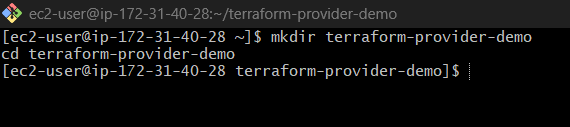 ec2-user@ip-172-31-40-28:~/terraform-provider-demo
[ec2-user@ip-172-31-40-28 ~]$ mkdir terraform-provider-demo
cd terraform-provider-demo
[ec2-user@ip-172-31-40-28 terraform-provider-demo]$